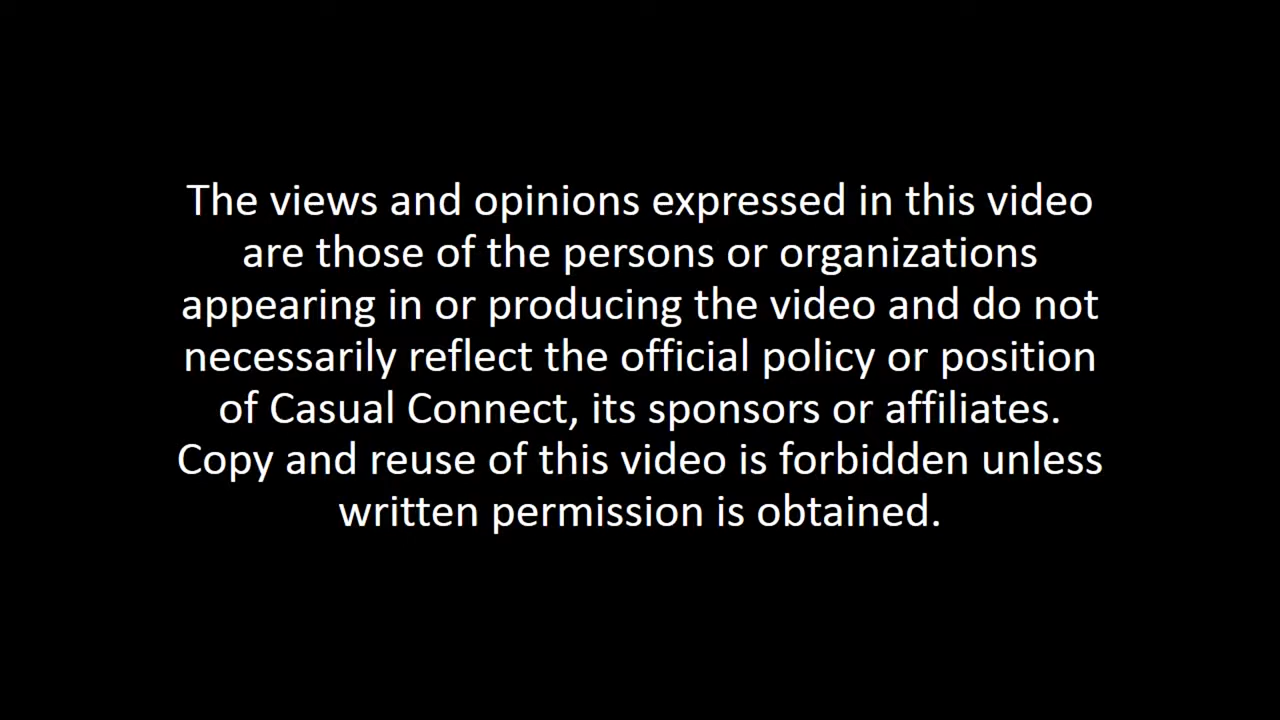 The views and opinions expressed in this video
are those of the persons or organizations
appearing in or producing the video and do not
necessarily reflect the official policy or position
of Casual Connect, its sponsors or affiliates.
Copy and reuse of this video is forbidden unless
written permission is obtained.